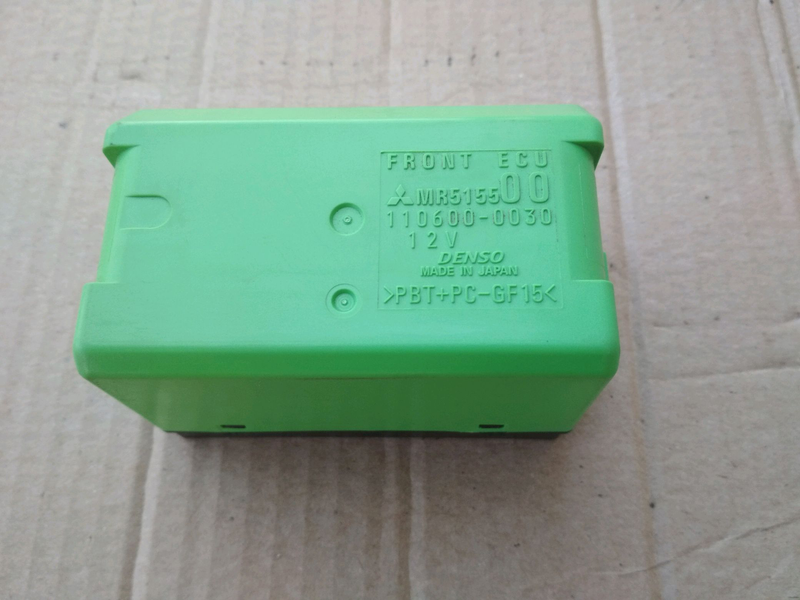 FRONT ECU
MR515500
110600-0030
12V
DENSO
MADE IN JAPAN
>PBT+PC-GF15<